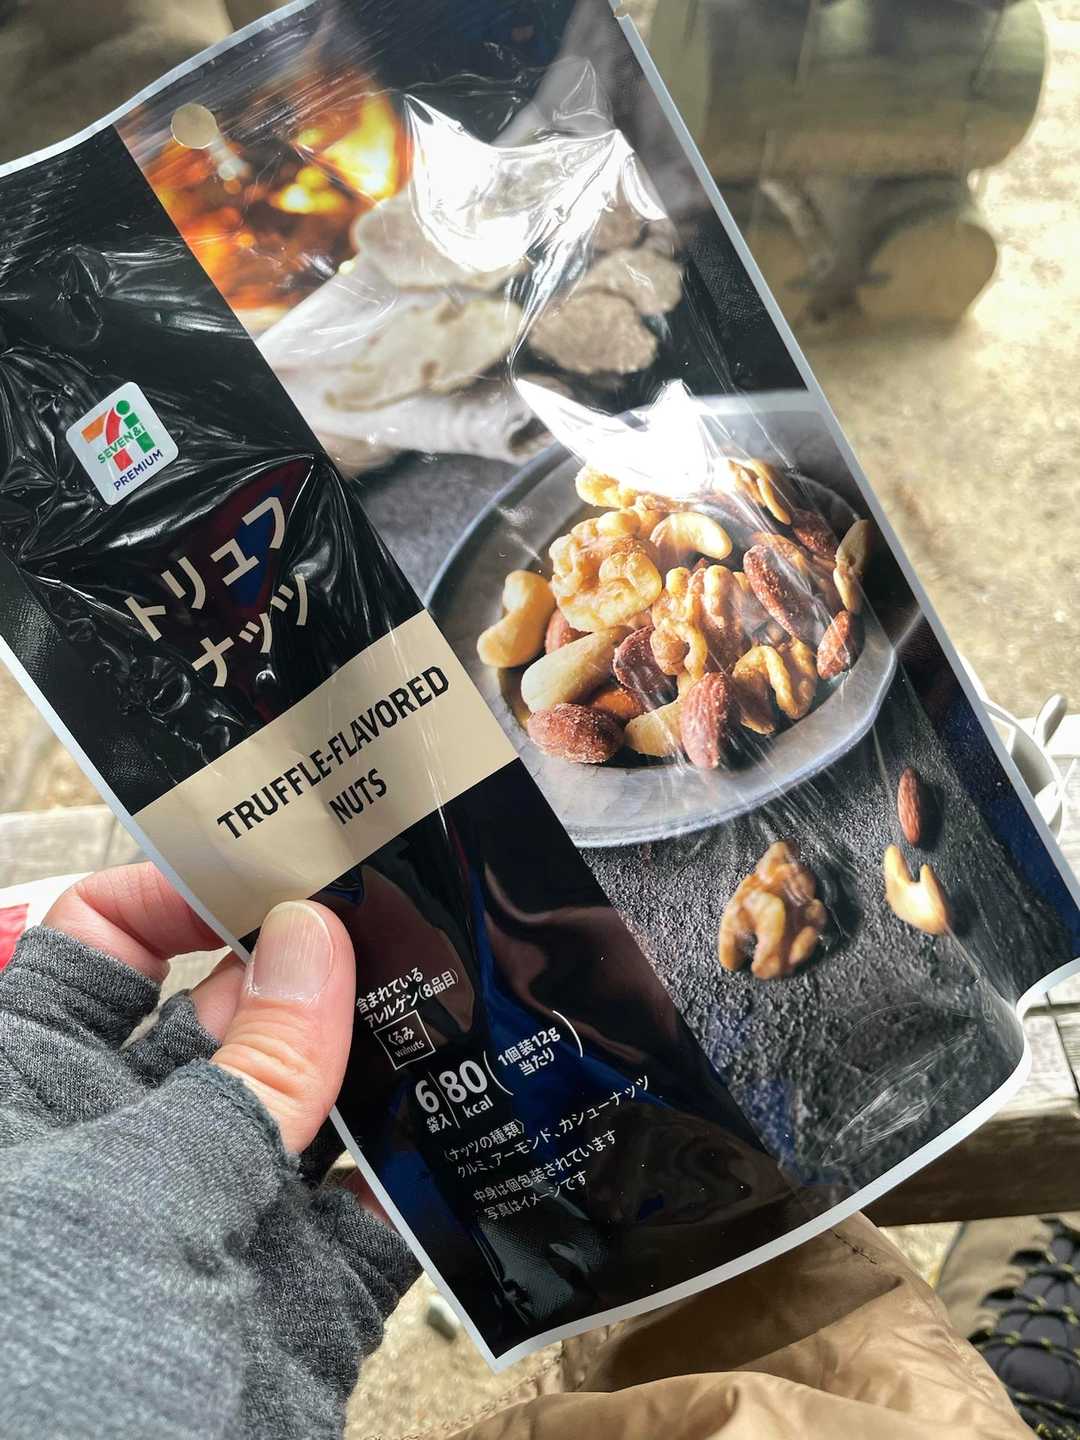 SEVEN&i
PREMIUM
トリュフ
ナッツ
TRUFFLE-FLAVORED
NUTS
含まれている
アレルゲン(8品目)
くるみ
walnuts
6袋入
80kcal
(1個装12g
当たり)
〈ナッツの種類〉
クルミ、アーモンド、カシューナッツ
中身は個包装されています
写真はイメージです